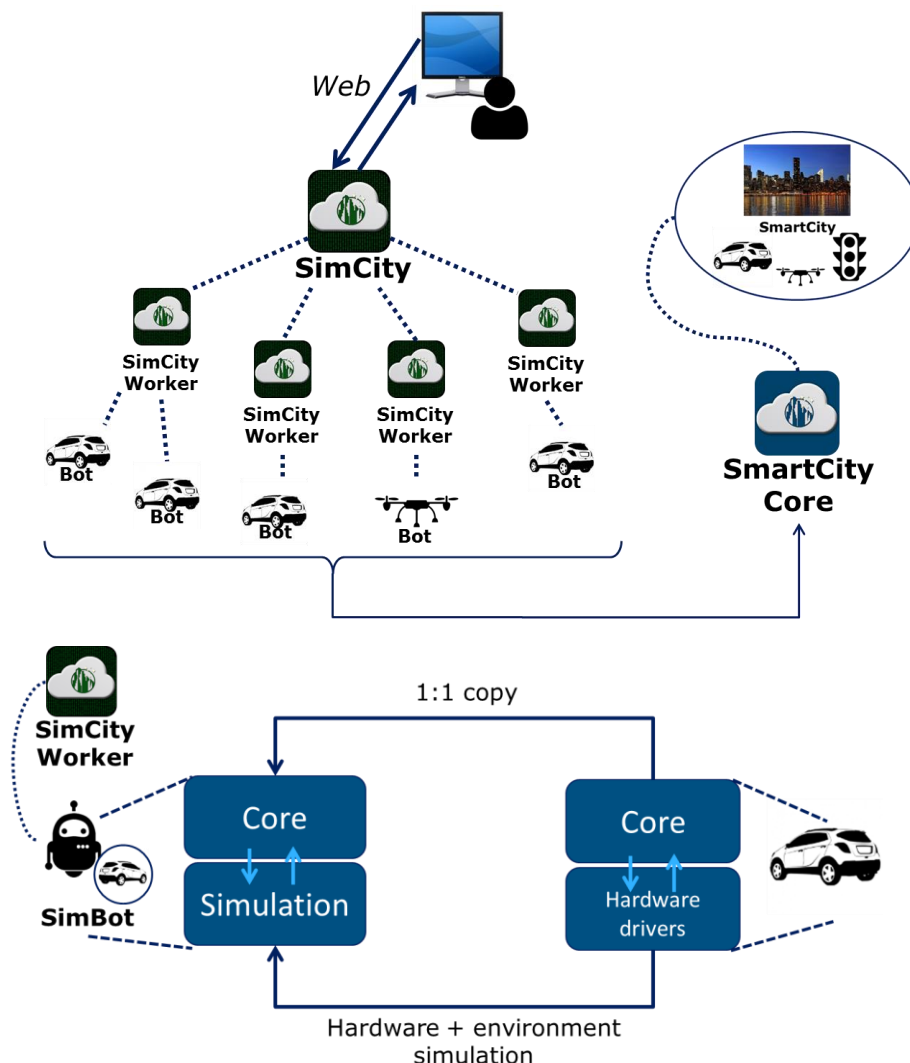 Web
SimCity
SmartCity
SimCity
Worker
SimCity
Worker
SimCity
Worker
SimCity
Worker
Bot
Bot
Bot
Bot
Bot
SmartCity
Core
SimCity
Worker
1:1 copy
Core
Simulation
Core
Hardware
drivers
SimBot
Hardware + environment
simulation